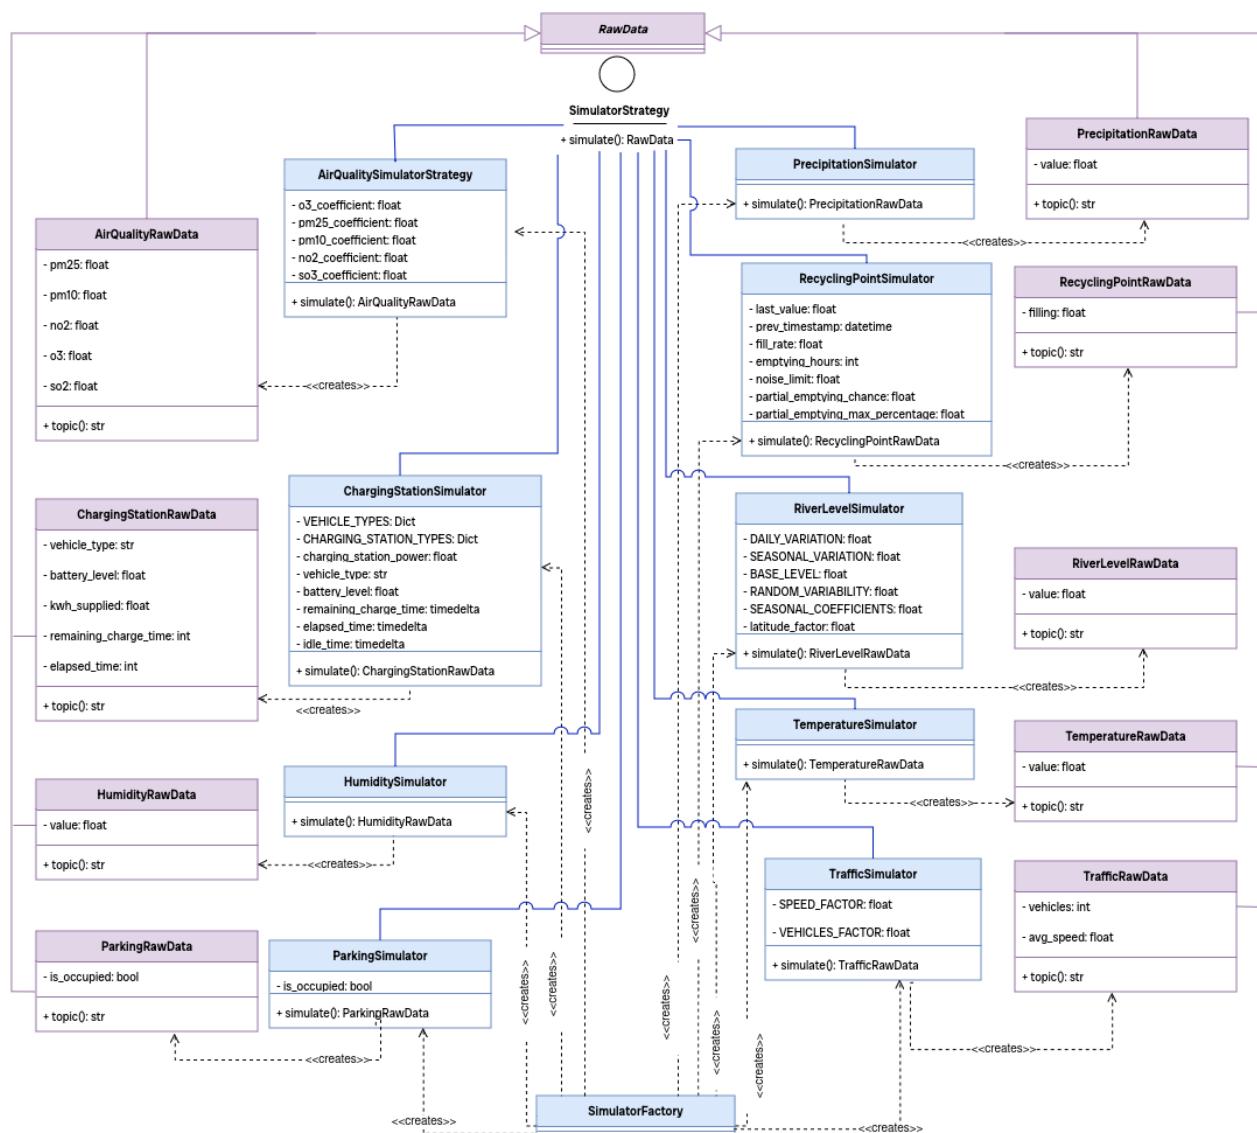 RawData
SimulatorStrategy
+ simulate(): RawData
AirQualitySimulatorStrategy
- o3_coefficient: float
- pm25_coefficient: float
- pm10_coefficient: float
- no2_coefficient: float
- so3_coefficient: float
+ simulate(): AirQualityRawData
PrecipitationSimulator
+ simulate(): PrecipitationRawData
PrecipitationRawData
- value: float
+ topic(): str
<<creates>>
AirQualityRawData
- pm25: float
- pm10: float
- no2: float
- o3: float
- so2: float
+ topic(): str
<<creates>>
RecyclingPointSimulator
- last_value: float
- prev_timestamp: datetime
- fill_rate: float
- emptying_hours: int
- noise_limit: float
- partial_emptying_chance: float
- partial_emptying_max_percentage: float
+ simulate(): RecyclingPointRawData
RecyclingPointRawData
- filling: float
+ topic(): str
<<creates>>
ChargingStationRawData
- vehicle_type: str
- battery_level: float
- kwh_supplied: float
- remaining_charge_time: int
- elapsed_time: int
+ topic(): str
ChargingStationSimulator
- VEHICLE_TYPES: Dict
- CHARGING_STATION_TYPES: Dict
- charging_station_power: float
- vehicle_type: str
- battery_level: float
- remaining_charge_time: timedelta
- elapsed_time: timedelta
- idle_time: timedelta
+ simulate(): ChargingStationRawData
<<creates>>
RiverLevelSimulator
- DAILY_VARIATION: float
- SEASONAL_VARIATION: float
- BASE_LEVEL: float
- RANDOM_VARIABILITY: float
- SEASONAL_COEFFICIENTS: float
- latitude_factor: float
+ simulate(): RiverLevelRawData
RiverLevelRawData
- value: float
+ topic(): str
<<creates>>
TemperatureSimulator
+ simulate(): TemperatureRawData
TemperatureRawData
- value: float
+ topic(): str
<<creates>>
HumidityRawData
- value: float
+ topic(): str
HumiditySimulator
+ simulate(): HumidityRawData
<<creates>>
<<creates>>
TrafficSimulator
- SPEED_FACTOR: float
- VEHICLES_FACTOR: float
+ simulate(): TrafficRawData
TrafficRawData
- vehicles: int
- avg_speed: float
+ topic(): str
<<creates>>
ParkingRawData
- is_occupied: bool
+ topic(): str
ParkingSimulator
- is_occupied: bool
+ simulate(): ParkingRawData
<<creates>>
<<creates>>
<<creates>>
<<creates>>
<<creates>>
<<creates>>
<<creates>>
SimulatorFactory
<<creates>>
<<creates>>